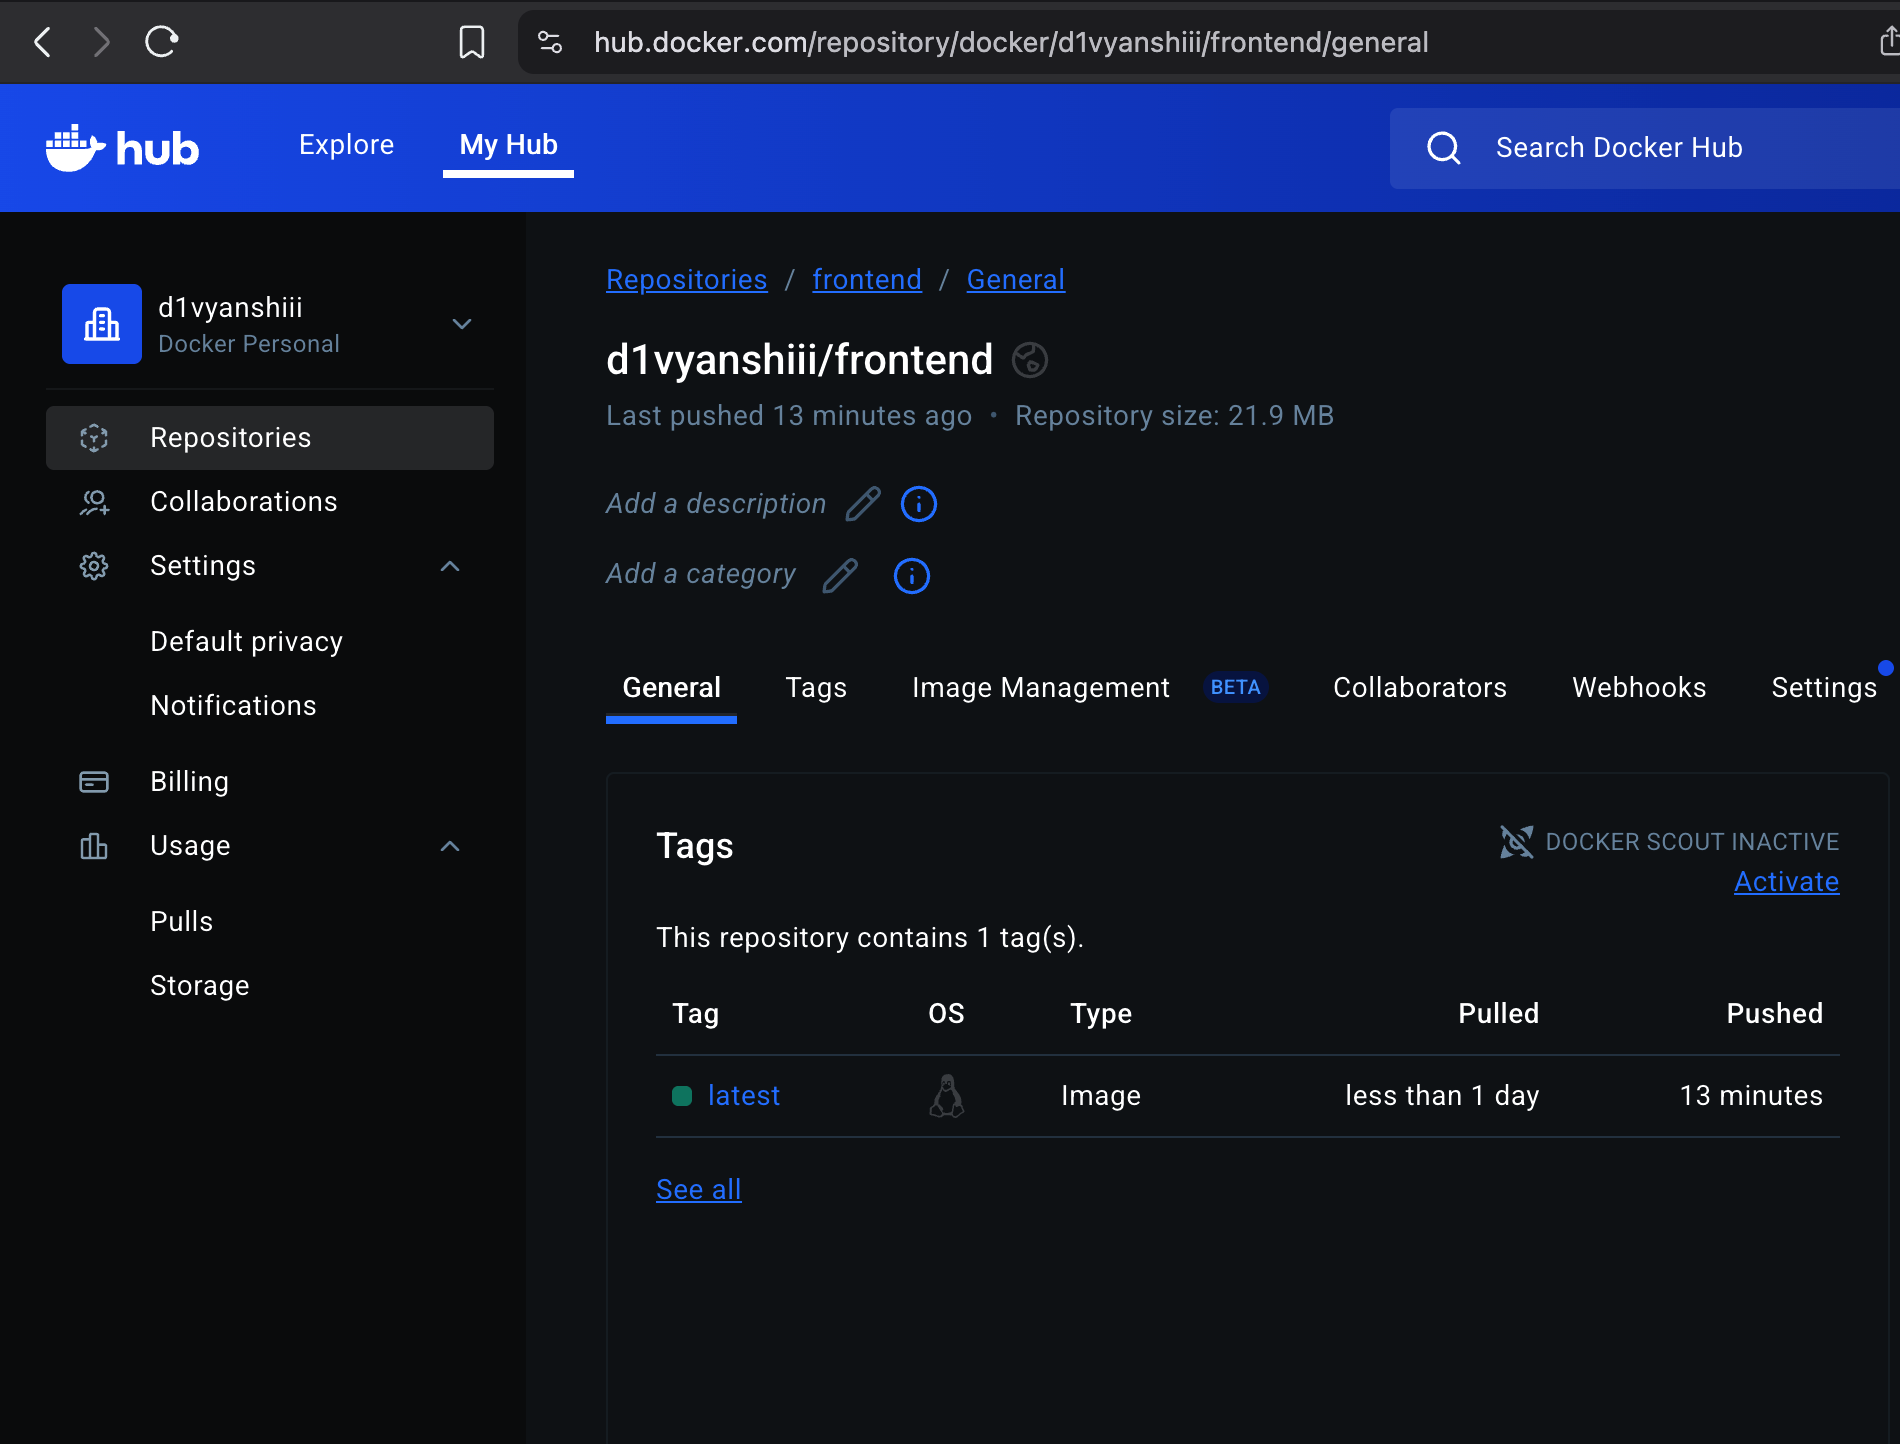 hub.docker.com/repository/docker/d1vyanshiii/frontend/general
hub
Explore
My Hub
Search Docker Hub
d1vyanshiii
Docker Personal
Repositories
Collaborations
Settings
Default privacy
Notifications
Billing
Usage
Pulls
Storage
Repositories / frontend / General
d1vyanshiii/frontend
Last pushed 13 minutes ago • Repository size: 21.9 MB
Add a description
Add a category
General Tags Image Management BETA Collaborators Webhooks Settings
Tags
DOCKER SCOUT INACTIVE
Activate
This repository contains 1 tag(s).
Tag OS Type Pulled Pushed
latest Image less than 1 day 13 minutes
See all